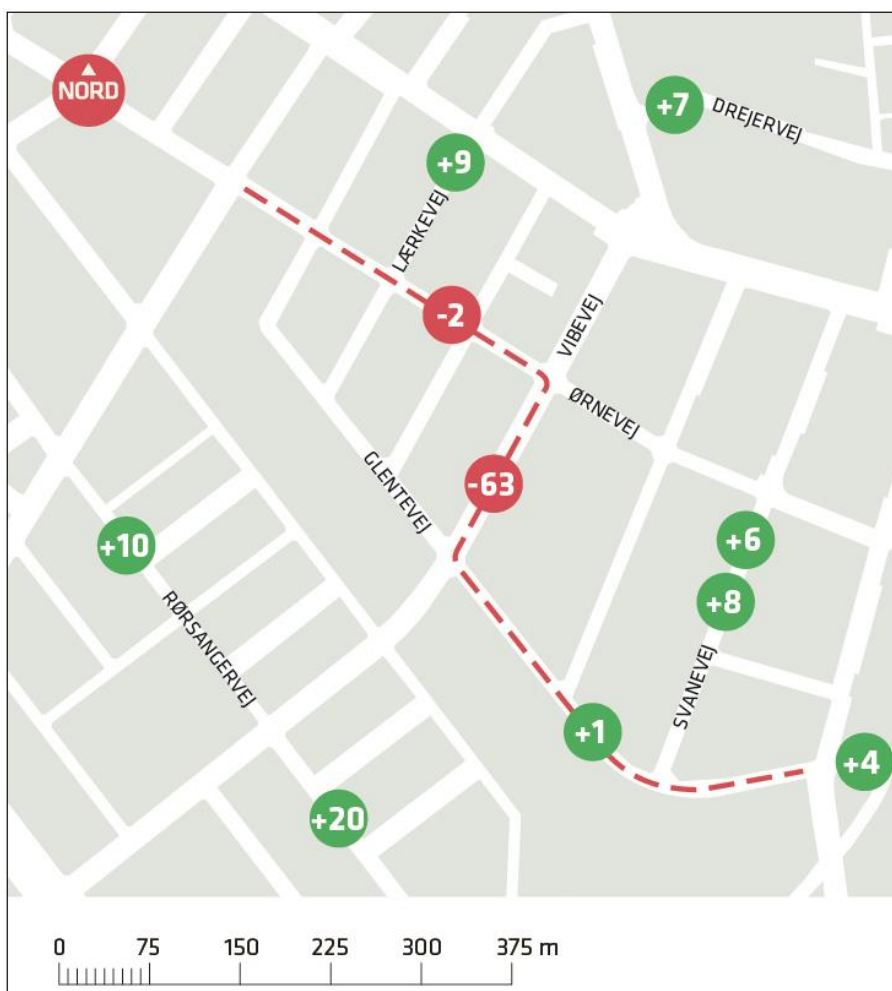 NORD
+7
DREJERVEJ
+9
LÆRKEVEJ
-2
VIBEVEJ
ØRNEVEJ
GLENTEVEJ
-63
+10
+6
+8
RØRSANGERVEJ
SVANEVEJ
+1
+4
+20
0 75 150 225 300 375 m